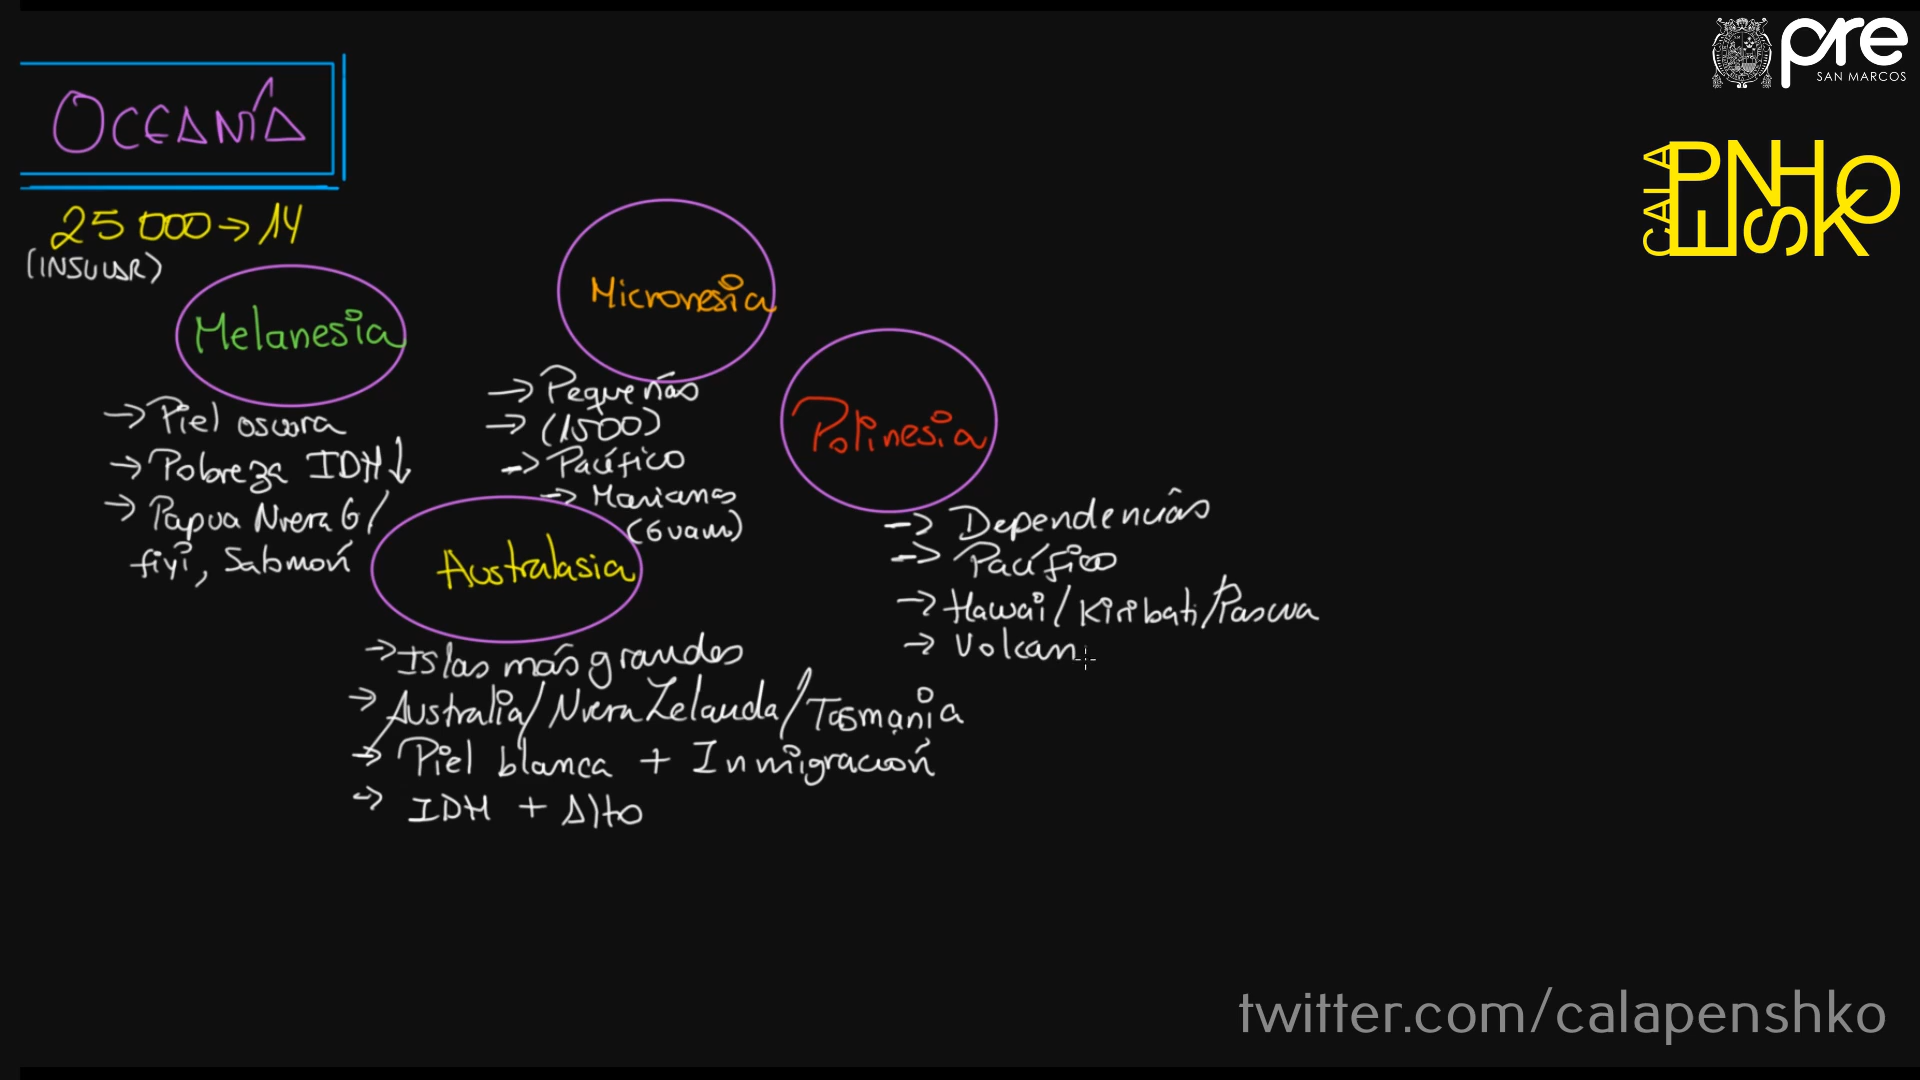 OCEANÍA
25 000 → 14
(INSULAR)
Melanesia
→ Piel oscura
→ Pobreza IDH ↓
→ Papua Nueva G/
fiyi, Salomón
Micronesia
→ Pequeñas
→ (1500)
→ Pacífico
→ Marianas
(Guam)
Polinesia
→ Dependencias
→ Pacífico
→ Hawai/Kiribati/Pascua
→ Volcan
Australasia
→ Islas más grandes
→ Australia/Nueva Zelanda/Tasmania
→ Piel blanca + Inmigración
→ IDH + Alto
pre
SAN MARCOS
CALA
PENSHKO
twitter.com/calapenshko